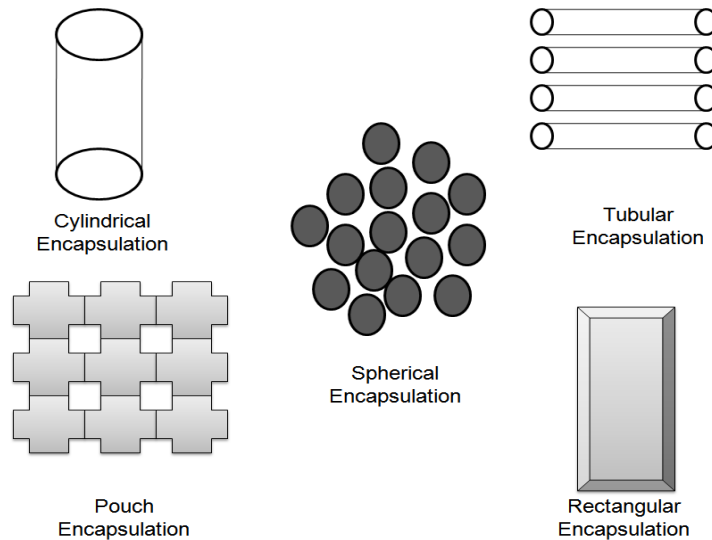 Cylindrical
Encapsulation
Tubular
Encapsulation
Spherical
Encapsulation
Pouch
Encapsulation
Rectangular
Encapsulation